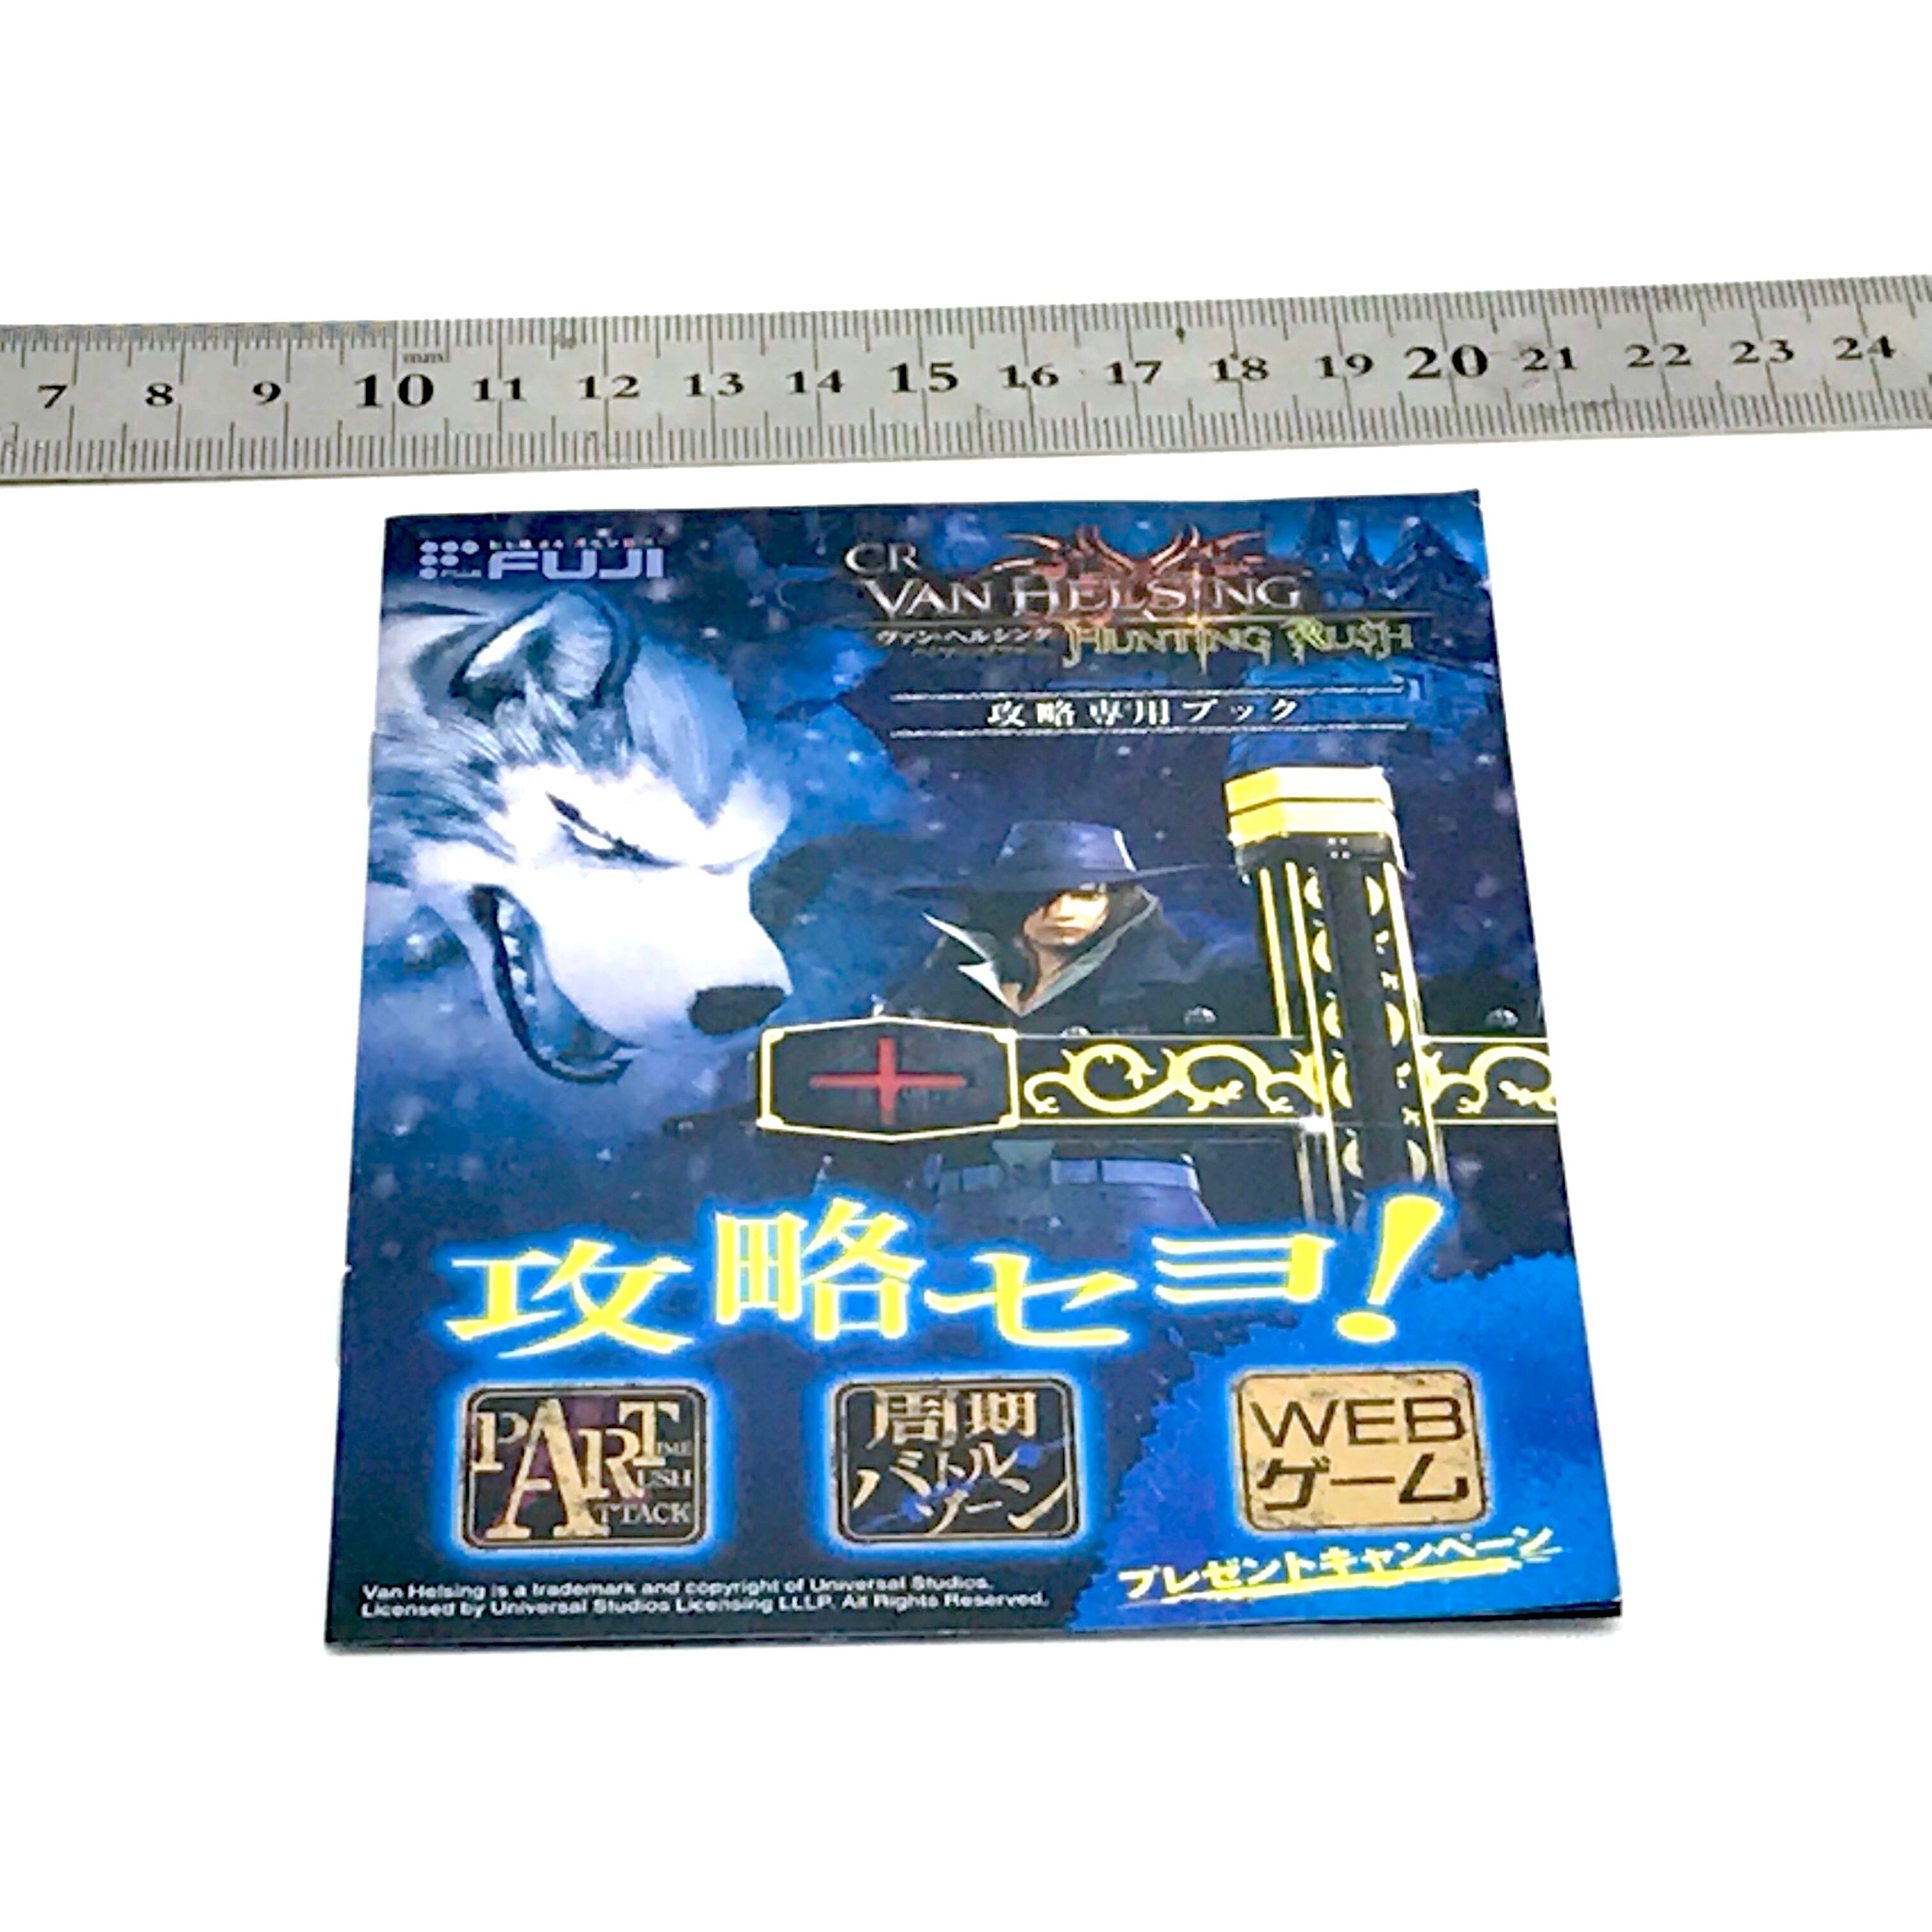 mm
7 8 9 10 11 12 13 14 15 16 17 18 19 20 21 22 23 24
FUJI
CR
VAN HELSING
ヴァン・ヘルシング HUNTING RUSH
攻略専用ブック
攻略セヨ!
PART TIME RUSH ATTACK
周期
バトル
ゾーン
WEB
ゲーム
プレゼントキャンペーン
Van Helsing is a trademark and copyright of Universal Studios.
Licensed by Universal Studios Licensing LLLP. All Rights Reserved.